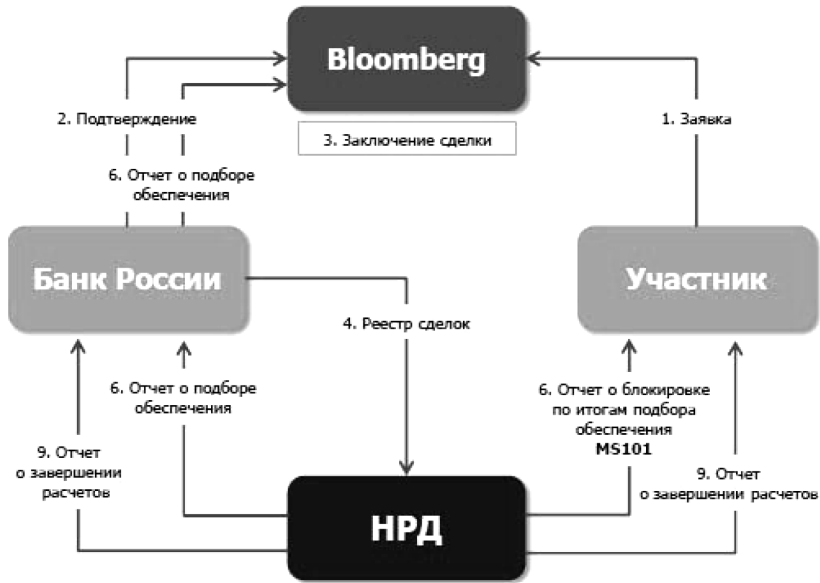 Bloomberg
2. Подтверждение
1. Заявка
3. Заключение сделки
6. Отчет о подборе
обеспечения
Банк России
Участник
4. Реестр сделок
6. Отчет о подборе
обеспечения
6. Отчет о блокировке
по итогам подбора
обеспечения
MS101
9. Отчет
о завершении
расчетов
9. Отчет
о завершении расчетов
НРД